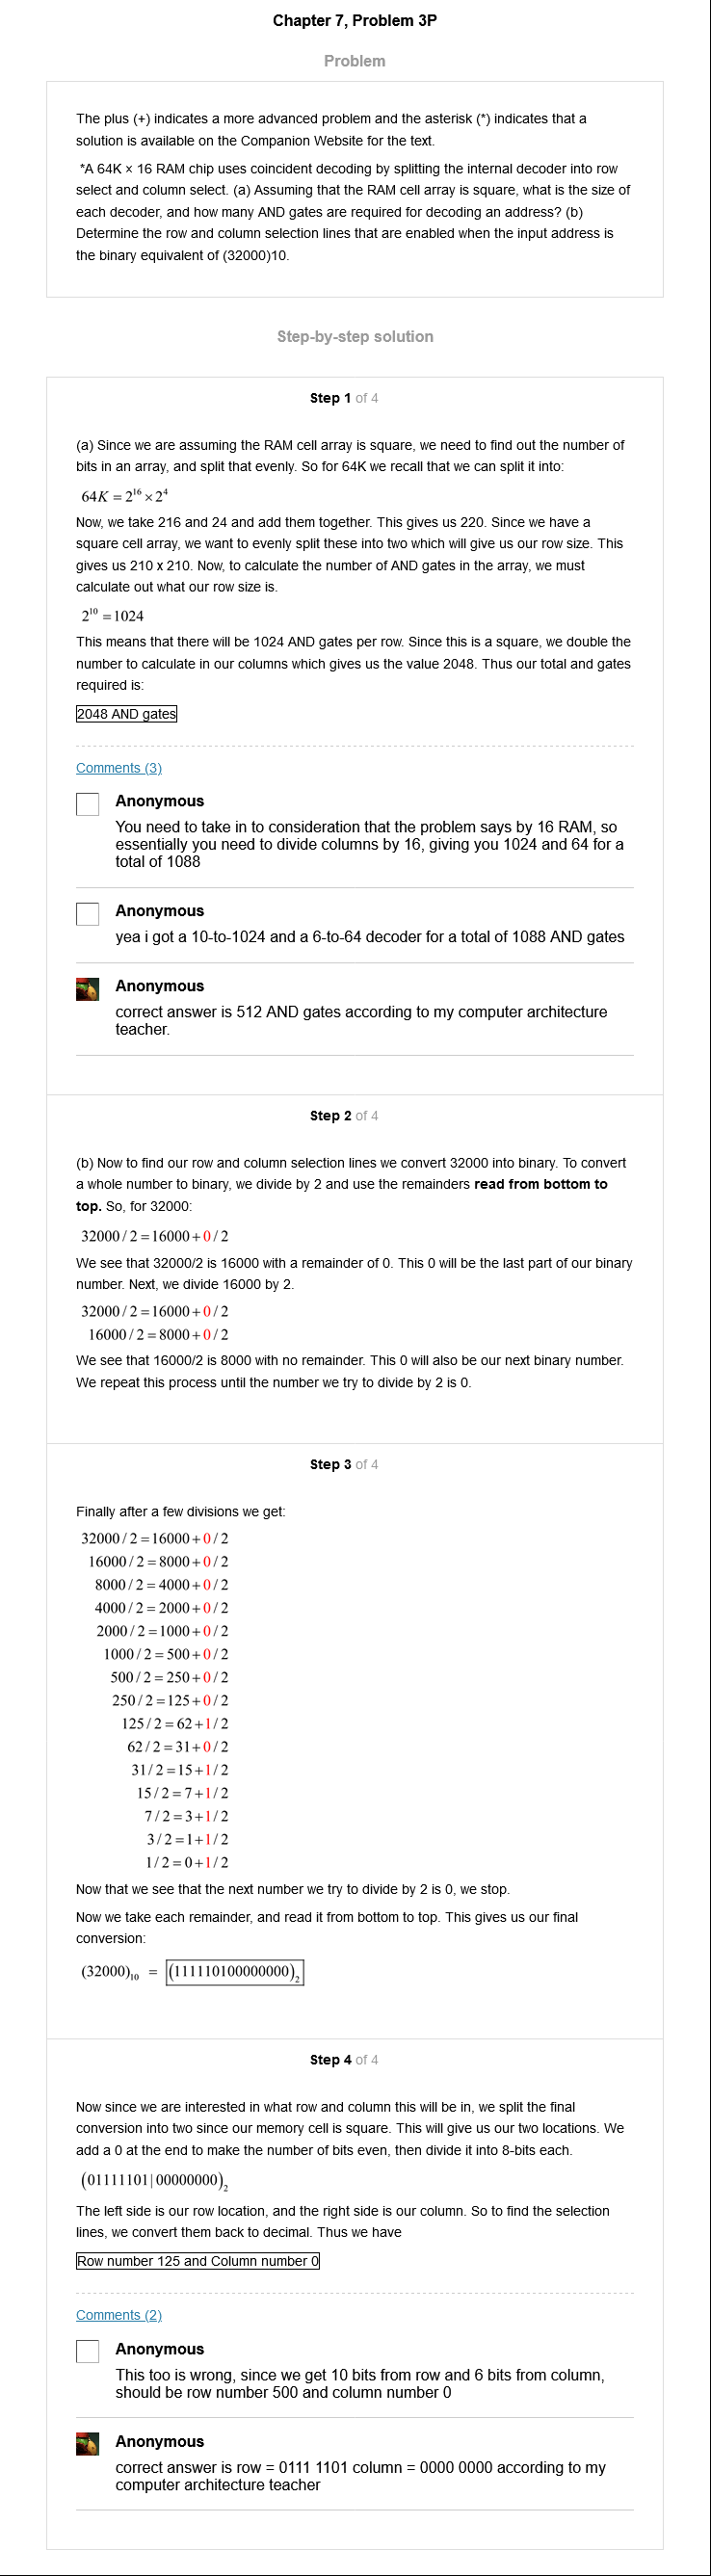 Chapter 7, Problem 3P
Problem
The plus (+) indicates a more advanced problem and the asterisk (*) indicates that a
solution is available on the Companion Website for the text.
*A 64K × 16 RAM chip uses coincident decoding by splitting the internal decoder into row
select and column select. (a) Assuming that the RAM cell array is square, what is the size of
each decoder, and how many AND gates are required for decoding an address? (b)
Determine the row and column selection lines that are enabled when the input address is
the binary equivalent of (32000)10.
Step-by-step solution
Step 1 of 4
(a) Since we are assuming the RAM cell array is square, we need to find out the number of
bits in an array, and split that evenly. So for 64K we recall that we can split it into:
64K = 2¹⁶ × 2⁴
Now, we take 216 and 24 and add them together. This gives us 220. Since we have a
square cell array, we want to evenly split these into two which will give us our row size. This
gives us 210 x 210. Now, to calculate the number of AND gates in the array, we must
calculate out what our row size is.
2¹⁰ = 1024
This means that there will be 1024 AND gates per row. Since this is a square, we double the
number to calculate in our columns which gives us the value 2048. Thus our total and gates
required is:
2048 AND gates
Comments (3)
Anonymous
You need to take in to consideration that the problem says by 16 RAM, so
essentially you need to divide columns by 16, giving you 1024 and 64 for a
total of 1088
Anonymous
yea i got a 10-to-1024 and a 6-to-64 decoder for a total of 1088 AND gates
Anonymous
correct answer is 512 AND gates according to my computer architecture
teacher.
Step 2 of 4
(b) Now to find our row and column selection lines we convert 32000 into binary. To convert
a whole number to binary, we divide by 2 and use the remainders read from bottom to
top. So, for 32000:
32000 / 2 = 16000 + 0 / 2
We see that 32000/2 is 16000 with a remainder of 0. This 0 will be the last part of our binary
number. Next, we divide 16000 by 2.
32000 / 2 = 16000 + 0 / 2
16000 / 2 = 8000 + 0 / 2
We see that 16000/2 is 8000 with no remainder. This 0 will also be our next binary number.
We repeat this process until the number we try to divide by 2 is 0.
Step 3 of 4
Finally after a few divisions we get:
32000 / 2 = 16000 + 0 / 2
16000 / 2 = 8000 + 0 / 2
8000 / 2 = 4000 + 0 / 2
4000 / 2 = 2000 + 0 / 2
2000 / 2 = 1000 + 0 / 2
1000 / 2 = 500 + 0 / 2
500 / 2 = 250 + 0 / 2
250 / 2 = 125 + 0 / 2
125 / 2 = 62 + 1 / 2
62 / 2 = 31 + 0 / 2
31 / 2 = 15 + 1 / 2
15 / 2 = 7 + 1 / 2
7 / 2 = 3 + 1 / 2
3 / 2 = 1 + 1 / 2
1 / 2 = 0 + 1 / 2
Now that we see that the next number we try to divide by 2 is 0, we stop.
Now we take each remainder, and read it from bottom to top. This gives us our final
conversion:
(32000)₁₀ = (111110100000000)₂
Step 4 of 4
Now since we are interested in what row and column this will be in, we split the final
conversion into two since our memory cell is square. This will give us our two locations. We
add a 0 at the end to make the number of bits even, then divide it into 8-bits each.
(01111101 | 00000000)₂
The left side is our row location, and the right side is our column. So to find the selection
lines, we convert them back to decimal. Thus we have
Row number 125 and Column number 0
Comments (2)
Anonymous
This too is wrong, since we get 10 bits from row and 6 bits from column,
should be row number 500 and column number 0
Anonymous
correct answer is row = 0111 1101 column = 0000 0000 according to my
computer architecture teacher